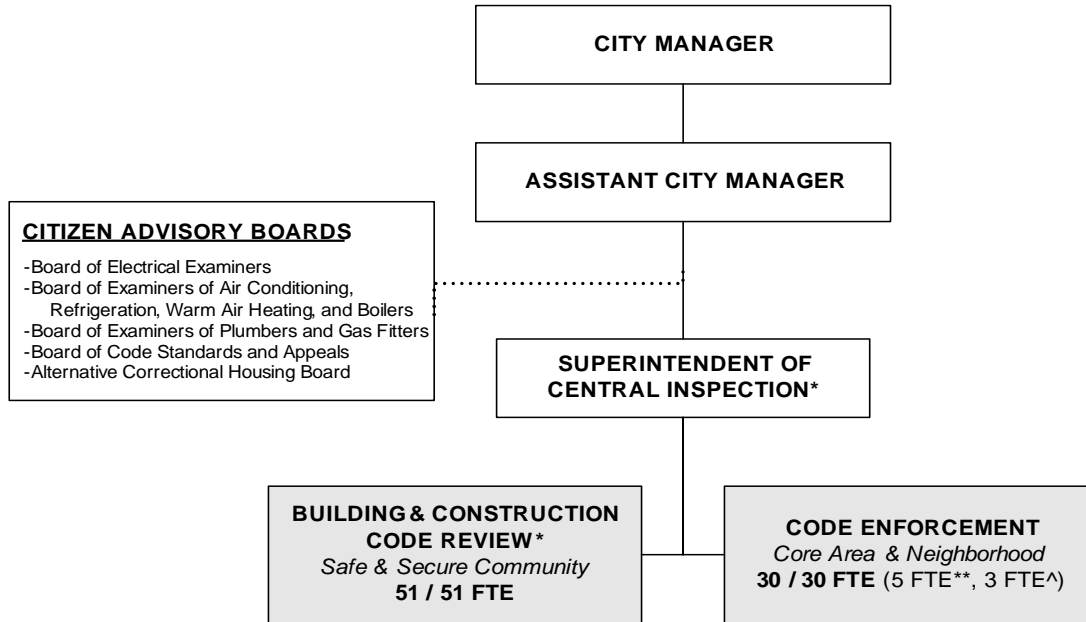 CITY MANAGER
ASSISTANT CITY MANAGER
CITIZEN ADVISORY BOARDS
-Board of Electrical Examiners
-Board of Examiners of Air Conditioning,
Refrigeration, Warm Air Heating, and Boilers
-Board of Examiners of Plumbers and Gas Fitters
-Board of Code Standards and Appeals
-Alternative Correctional Housing Board
SUPERINTENDENT OF
CENTRAL INSPECTION*
BUILDING & CONSTRUCTION
CODE REVIEW*
Safe & Secure Community
51 / 51 FTE
CODE ENFORCEMENT
Core Area & Neighborhood
30 / 30 FTE (5 FTE**, 3 FTE^)